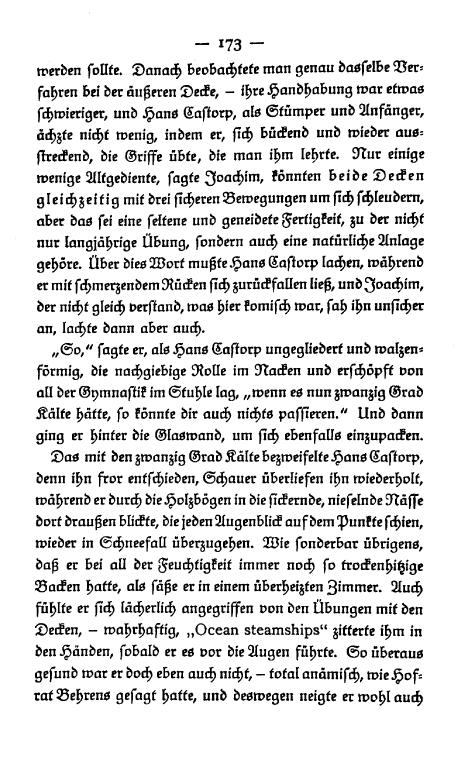 — 173 —
werden sollte. Danach beobachtete man genau dasselbe Ver-
fahren bei der äußeren Decke, – ihre Handhabung war etwas
schwieriger, und Hans Castorp, als Stümper und Anfänger,
ächzte nicht wenig, indem er, sich bückend und wieder aus-
streckend, die Griffe übte, die man ihm lehrte. Nur einige
wenige Altgediente, sagte Joachim, könnten beide Decken
gleichzeitig mit drei sicheren Bewegungen um sich schleudern,
aber das sei eine seltene und geneidete Fertigkeit, zu der nicht
nur langjährige Übung, sondern auch eine natürliche Anlage
gehöre. Über dies Wort mußte Hans Castorp lachen, während
er mit schmerzendem Rücken sich zurückfallen ließ, und Joachim,
der nicht gleich verstand, was hier komisch war, sah ihn unsicher
an, lachte dann aber auch.
„So,“ sagte er, als Hans Castorp ungegliedert und walzen-
förmig, die nachgiebige Rolle im Nacken und erschöpft von
all der Gymnastik im Stuhle lag, „wenn es nun zwanzig Grad
Kälte hätte, so könnte dir auch nichts passieren.“ Und dann
ging er hinter die Glaswand, um sich ebenfalls einzupacken.
Das mit den zwanzig Grad Kälte bezweifelte Hans Castorp,
denn ihn fror entschieden, Schauer überliefen ihn wiederholt,
während er durch die Holzbögen in die sickernde, nieselnde Nässe
dort draußen blickte, die jeden Augenblick auf dem Punkte schien,
wieder in Schneefall überzugehen. Wie sonderbar übrigens,
daß er bei all der Feuchtigkeit immer noch so trockenhitzige
Backen hatte, als säße er in einem überheizten Zimmer. Auch
fühlte er sich lächerlich angegriffen von den Übungen mit den
Decken, – wahrhaftig, „Ocean steamships“ zitterte ihm in
den Händen, sobald er es vor die Augen führte. So überaus
gesund war er doch eben auch nicht, – total anämisch, wie Hof-
rat Behrens gesagt hatte, und deswegen neigte er wohl auch